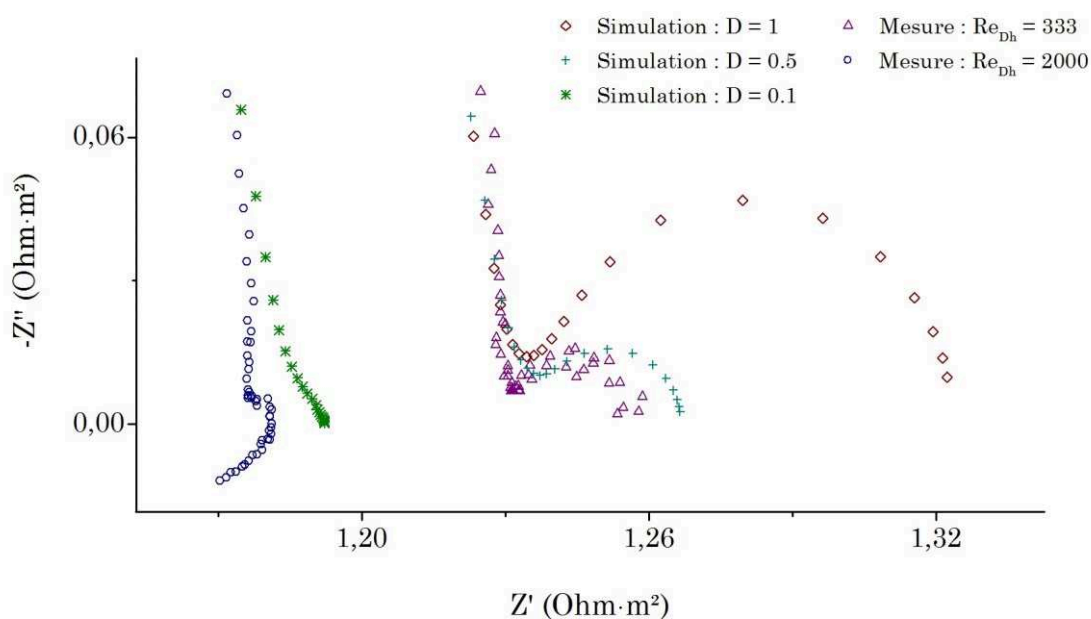 Simulation : D = 1
Simulation : D = 0.5
Simulation : D = 0.1
Mesure : Re_Dh = 333
Mesure : Re_Dh = 2000
-Z'' (Ohm·m²)
0,06
0,00
1,20
1,26
1,32
Z' (Ohm·m²)